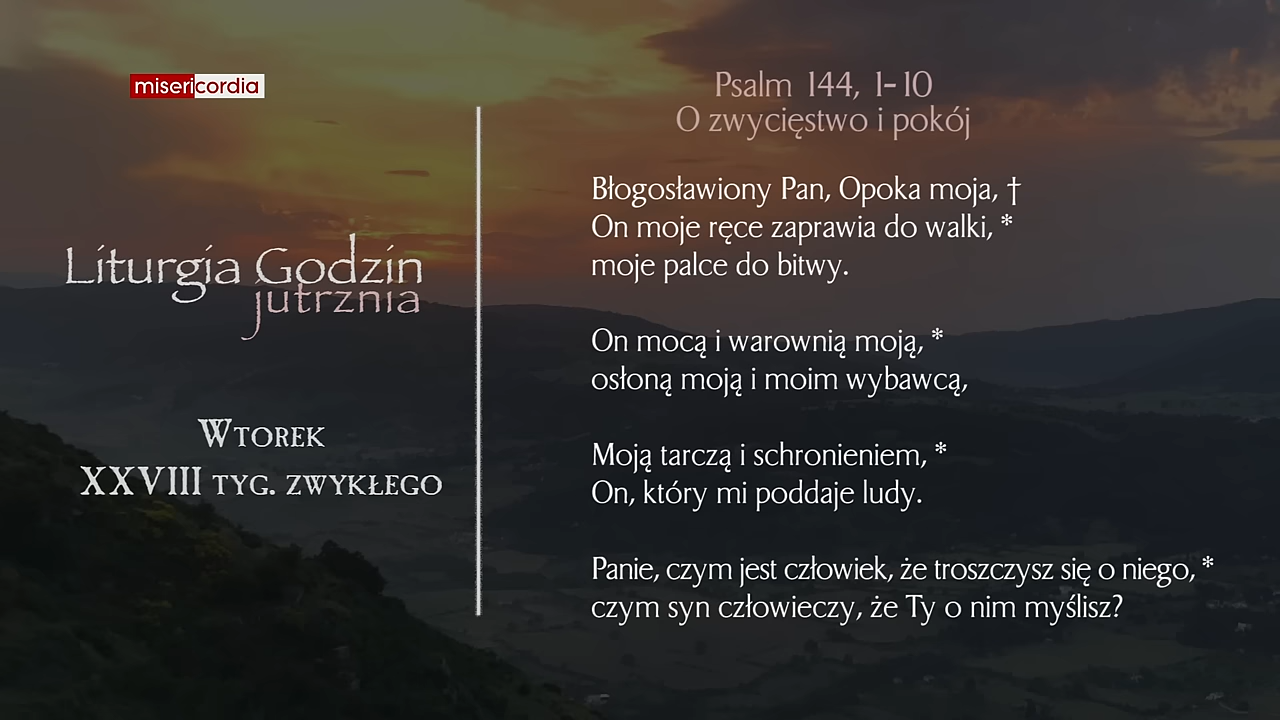 misericordia
Liturgia Godzin
jutrznia
Wtorek
XXVIII tyg. zwykłego
Psalm 144, 1-10
O zwycięstwo i pokój
Błogosławiony Pan, Opoka moja, †
On moje ręce zaprawia do walki, *
moje palce do bitwy.
On mocą i warownią moją, *
osłoną moją i moim wybawcą,
Moją tarczą i schronieniem, *
On, który mi poddaje ludy.
Panie, czym jest człowiek, że troszczysz się o niego, *
czym syn człowieczy, że Ty o nim myślisz?